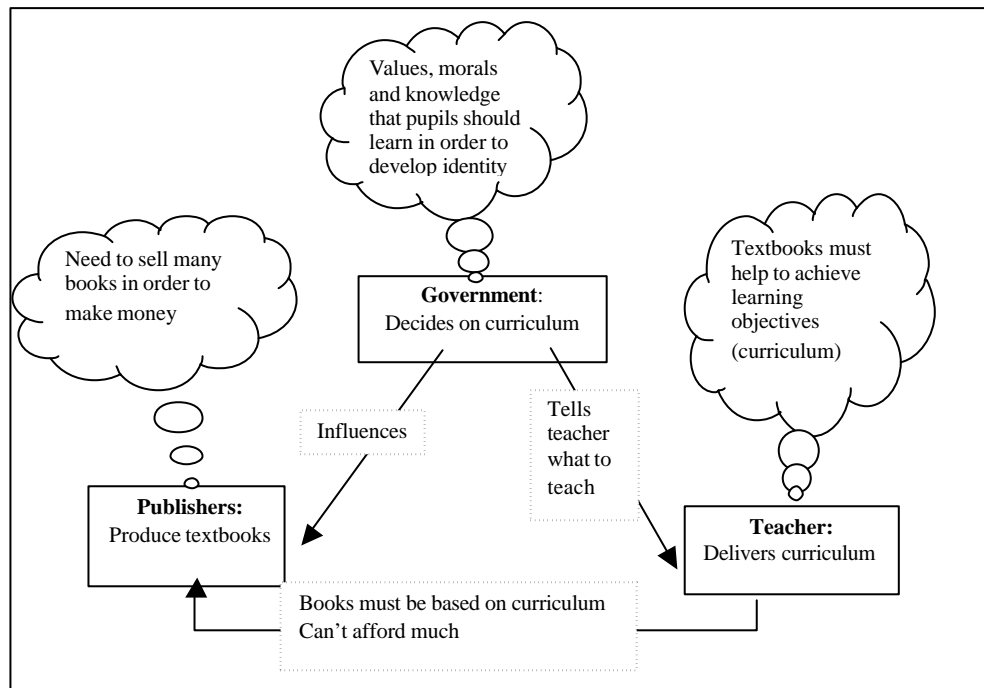 Values, morals
and knowledge
that pupils should
learn in order to
develop identity
Need to sell many
books in order to
make money
Textbooks must
help to achieve
learning
objectives
(curriculum)
Government:
Decides on curriculum
Influences
Tells
teacher
what to
teach
Publishers:
Produce textbooks
Teacher:
Delivers curriculum
Books must be based on curriculum
Can't afford much